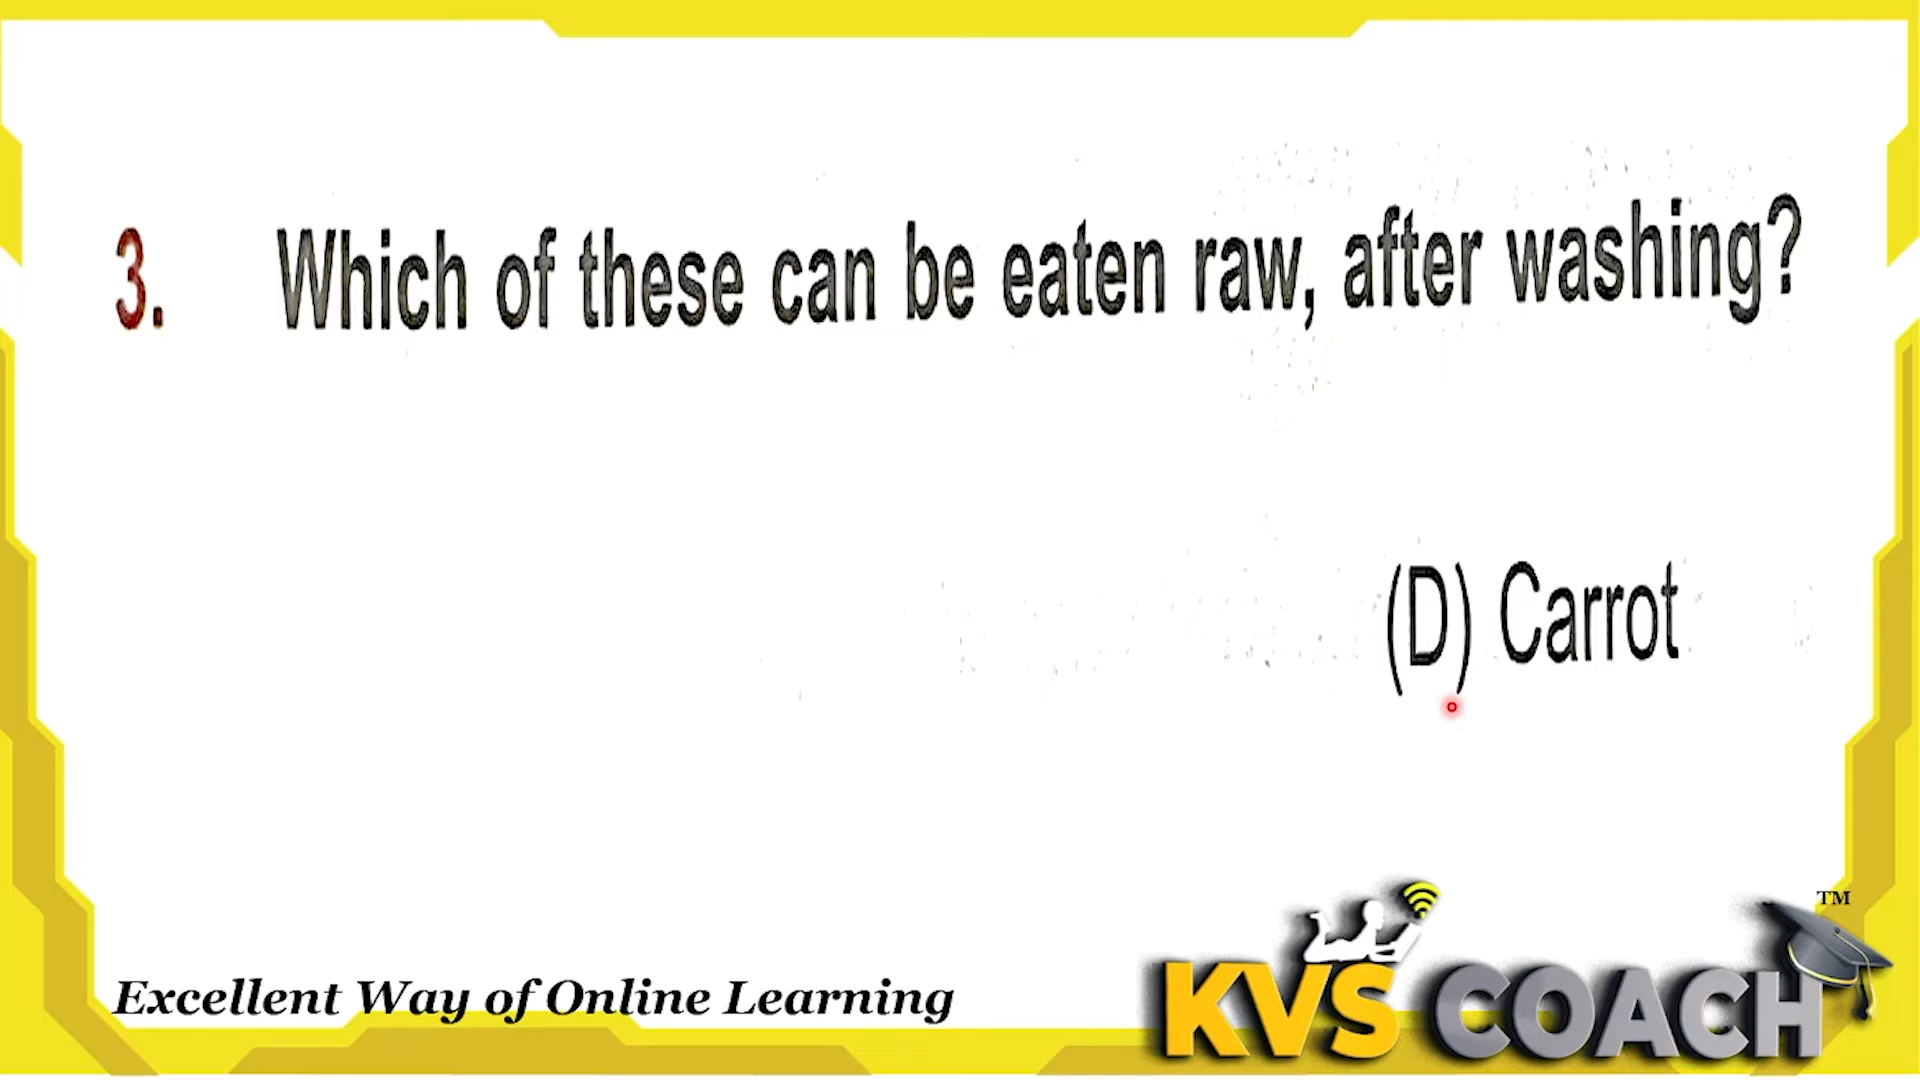 3. Which of these can be eaten raw, after washing?
(D) Carrot
TM
Excellent Way of Online Learning
KVS COACH